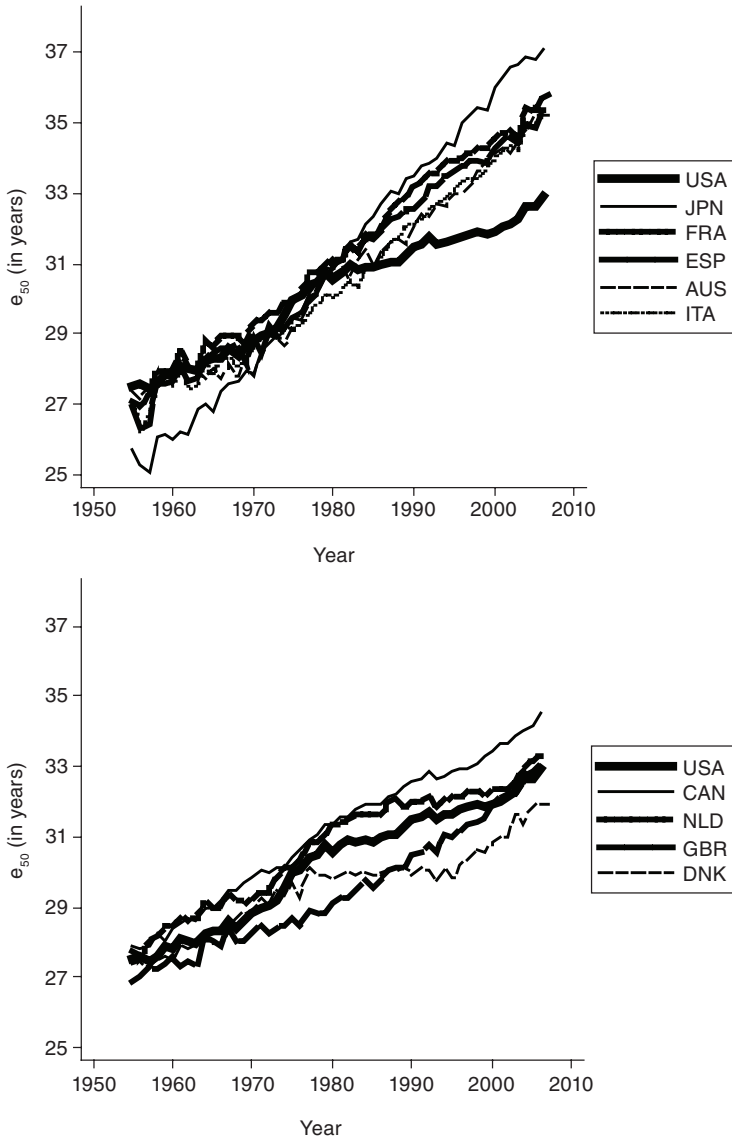 37
35
33
31
29
27
25
e50 (in years)
1950 1960 1970 1980 1990 2000 2010
Year
USA
JPN
FRA
ESP
AUS
ITA
37
35
33
31
29
27
25
e50 (in years)
1950 1960 1970 1980 1990 2000 2010
Year
USA
CAN
NLD
GBR
DNK